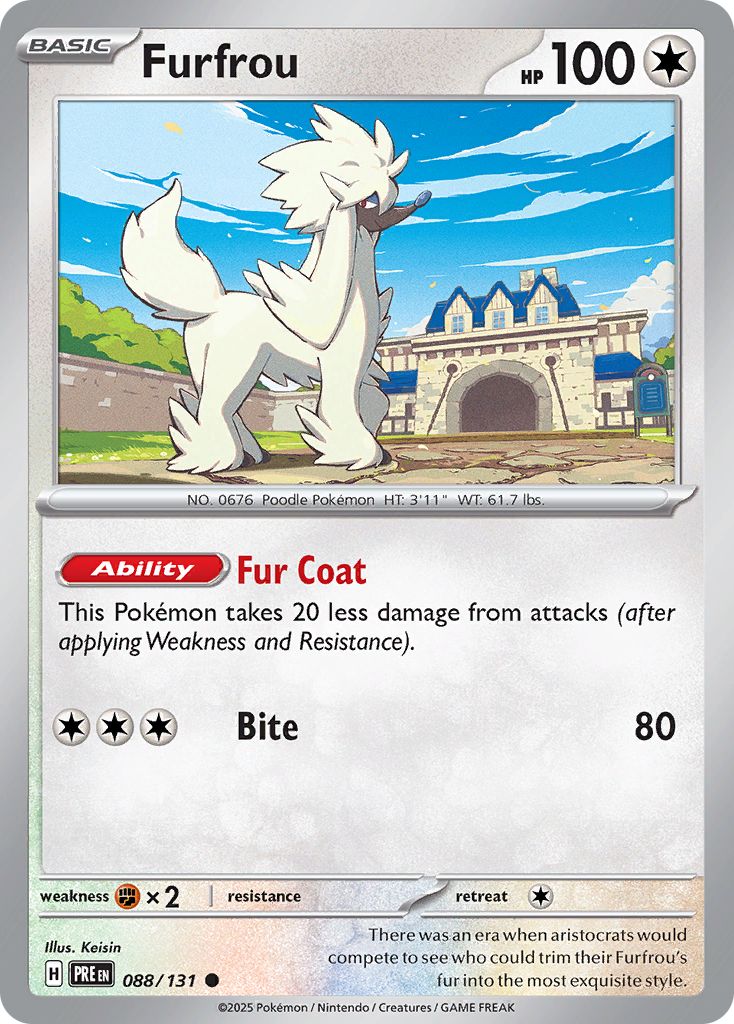 BASIC
Furfrou
HP 100
NO. 0676 Poodle Pokémon HT: 3'11" WT: 61.7 lbs.
Ability Fur Coat
This Pokémon takes 20 less damage from attacks (after
applying Weakness and Resistance).
Bite 80
weakness ×2 resistance retreat
Illus. Keisin
There was an era when aristocrats would
compete to see who could trim their Furfrou's
fur into the most exquisite style.
H PRE EN 088/131
©2025 Pokémon / Nintendo / Creatures / GAME FREAK